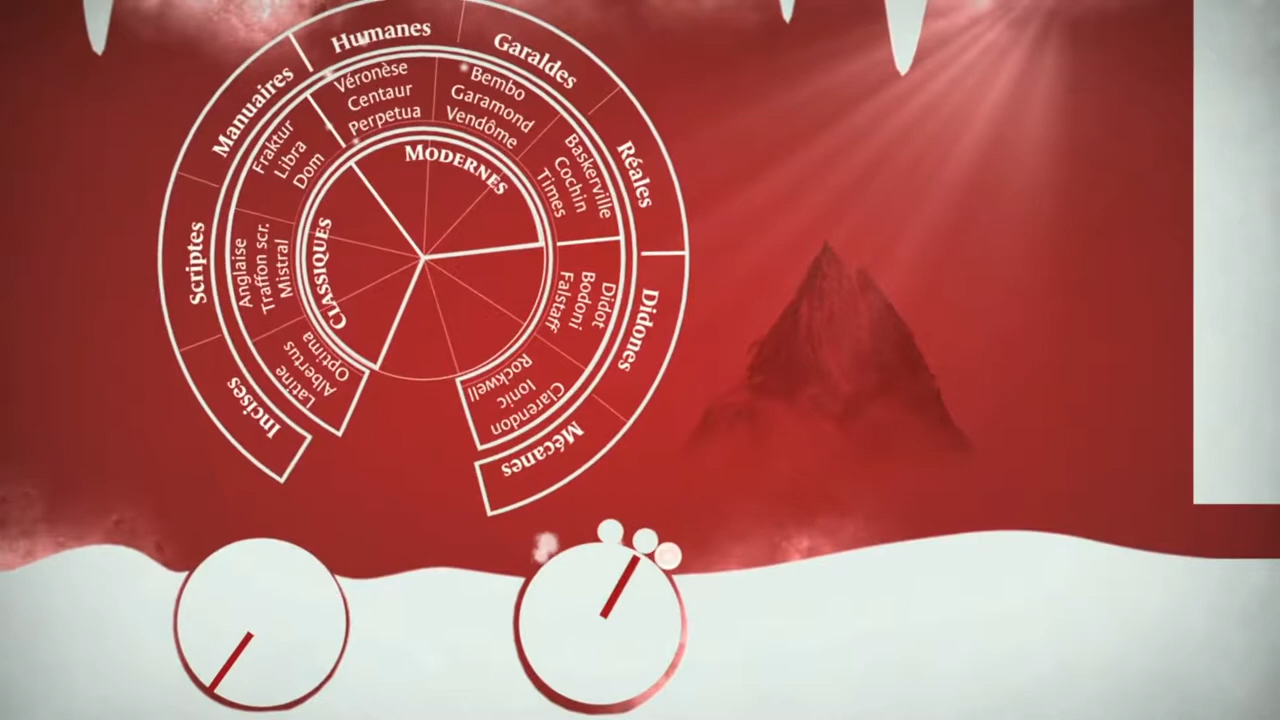 Humanes
Garaldes
Réales
Didones
Mécanes
Manuaires
Scriptes
Incises
Véronèse
Centaur
Perpetua
Bembo
Garamond
Vendôme
Baskerville
Cochin
Times
Didot
Bodoni
Falstaff
Clarendon
Ionic
Rockwell
Fraktur
Libra
Dom
Anglaise
Traffon scr.
Mistral
Latine
Albertus
Optima
MODERNES
CLASSIQUES